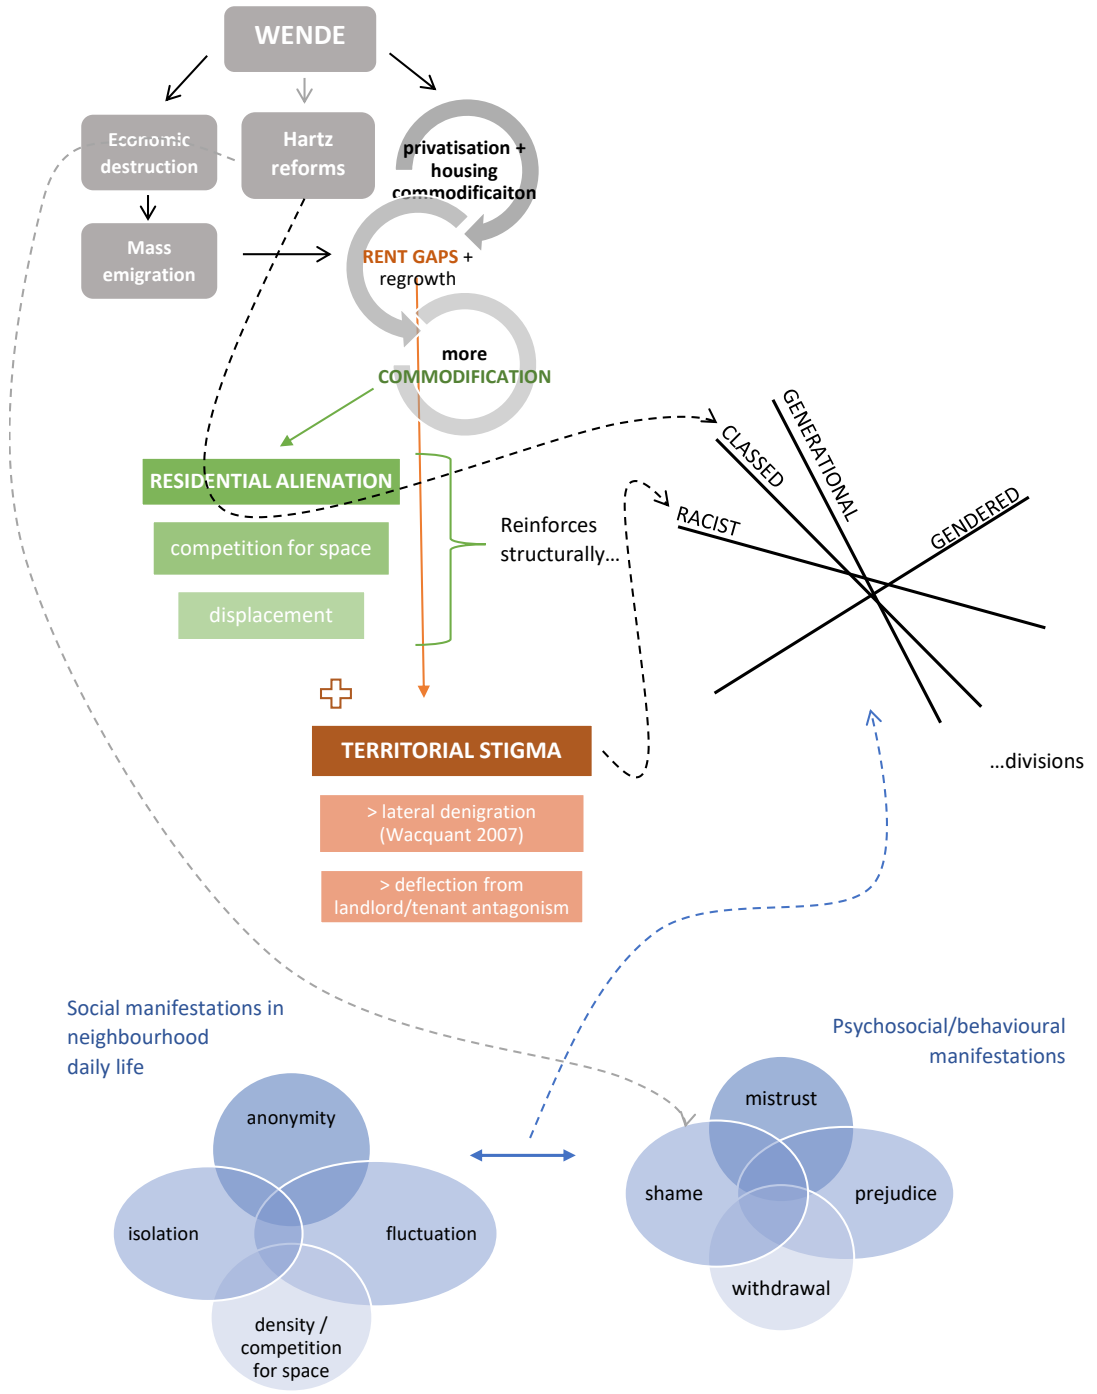 WENDE
Economic
destruction
Hartz
reforms
privatisation +
housing
commodificaiton
Mass
emigration
RENT GAPS +
regrowth
more
COMMODIFICATION
RESIDENTIAL ALIENATION
competition for space
displacement
Reinforces
structurally...
GENERATIONAL
CLASSED
RACIST
GENDERED
...divisions
TERRITORIAL STIGMA
> lateral denigration
(Wacquant 2007)
> deflection from
landlord/tenant antagonism
Social manifestations in
neighbourhood
daily life
Psychosocial/behavioural
manifestations
anonymity
isolation
fluctuation
density /
competition
for space
mistrust
shame
prejudice
withdrawal